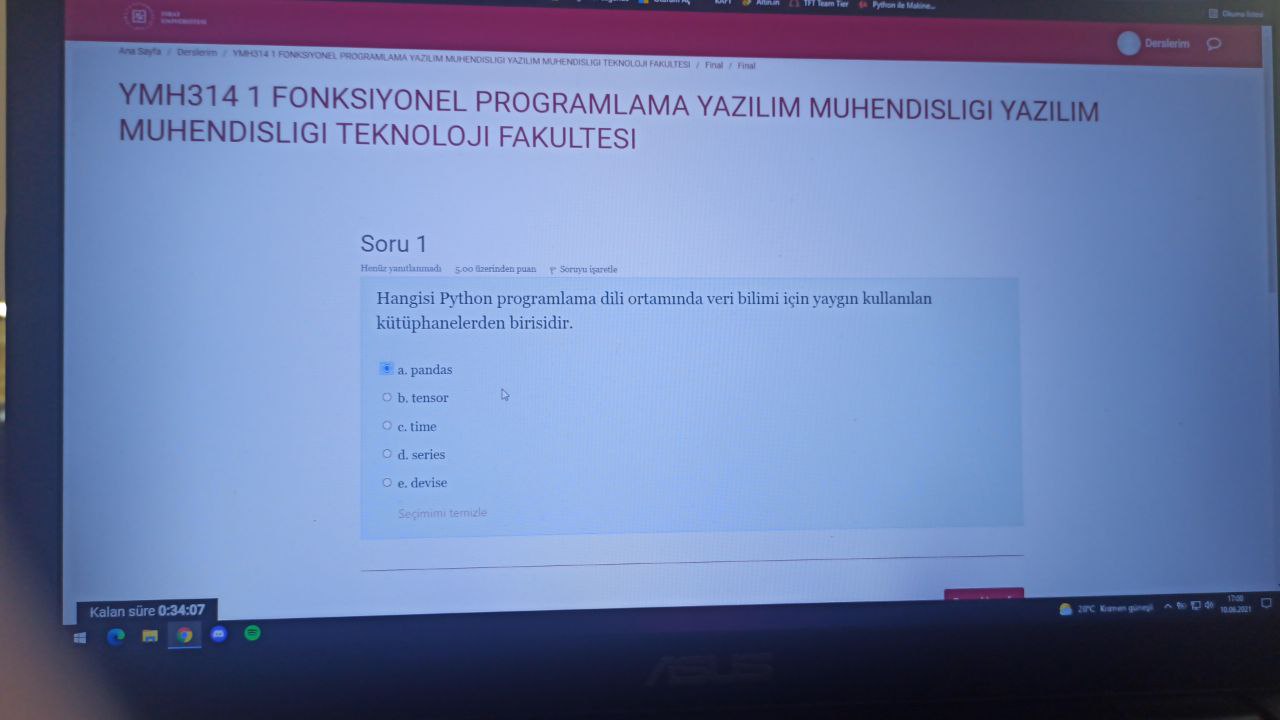 TFT Team Tier
Python ile Makine...
Okuma listesi
FIRAT
ÜNİVERSİTESİ
Derslerim
Ana Sayfa / Derslerim / YMH314 1 FONKSIYONEL PROGRAMLAMA YAZILIM MUHENDISLIGI YAZILIM MUHENDISLIGI TEKNOLOJI FAKULTESI / Final / Final
YMH314 1 FONKSIYONEL PROGRAMLAMA YAZILIM MUHENDISLIGI YAZILIM
MUHENDISLIGI TEKNOLOJI FAKULTESI
Soru 1
Henüz yanıtlanmadı 5,00 üzerinden puan Soruyu işaretle
Hangisi Python programlama dili ortamında veri bilimi için yaygın kullanılan
kütüphanelerden birisidir.
a. pandas
b. tensor
c. time
d. series
e. devise
Seçimimi temizle
Kalan süre 0:34:07
Kısmen güneşli
17:00
10.06.2021
ASUS